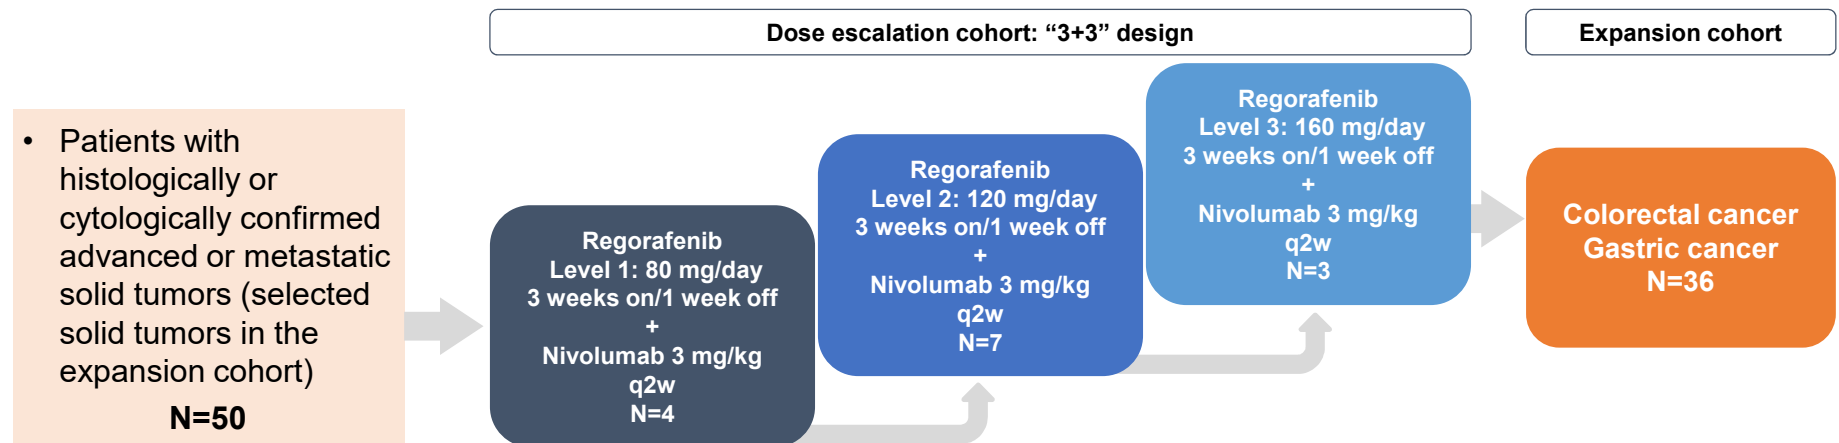 Dose escalation cohort: “3+3” design
Expansion cohort
• Patients with
histologically or
cytologically confirmed
advanced or metastatic
solid tumors (selected
solid tumors in the
expansion cohort)
N=50
Regorafenib
Level 1: 80 mg/day
3 weeks on/1 week off
+
Nivolumab 3 mg/kg
q2w
N=4
Regorafenib
Level 2: 120 mg/day
3 weeks on/1 week off
+
Nivolumab 3 mg/kg
q2w
N=7
Regorafenib
Level 3: 160 mg/day
3 weeks on/1 week off
+
Nivolumab 3 mg/kg
q2w
N=3
Colorectal cancer
Gastric cancer
N=36